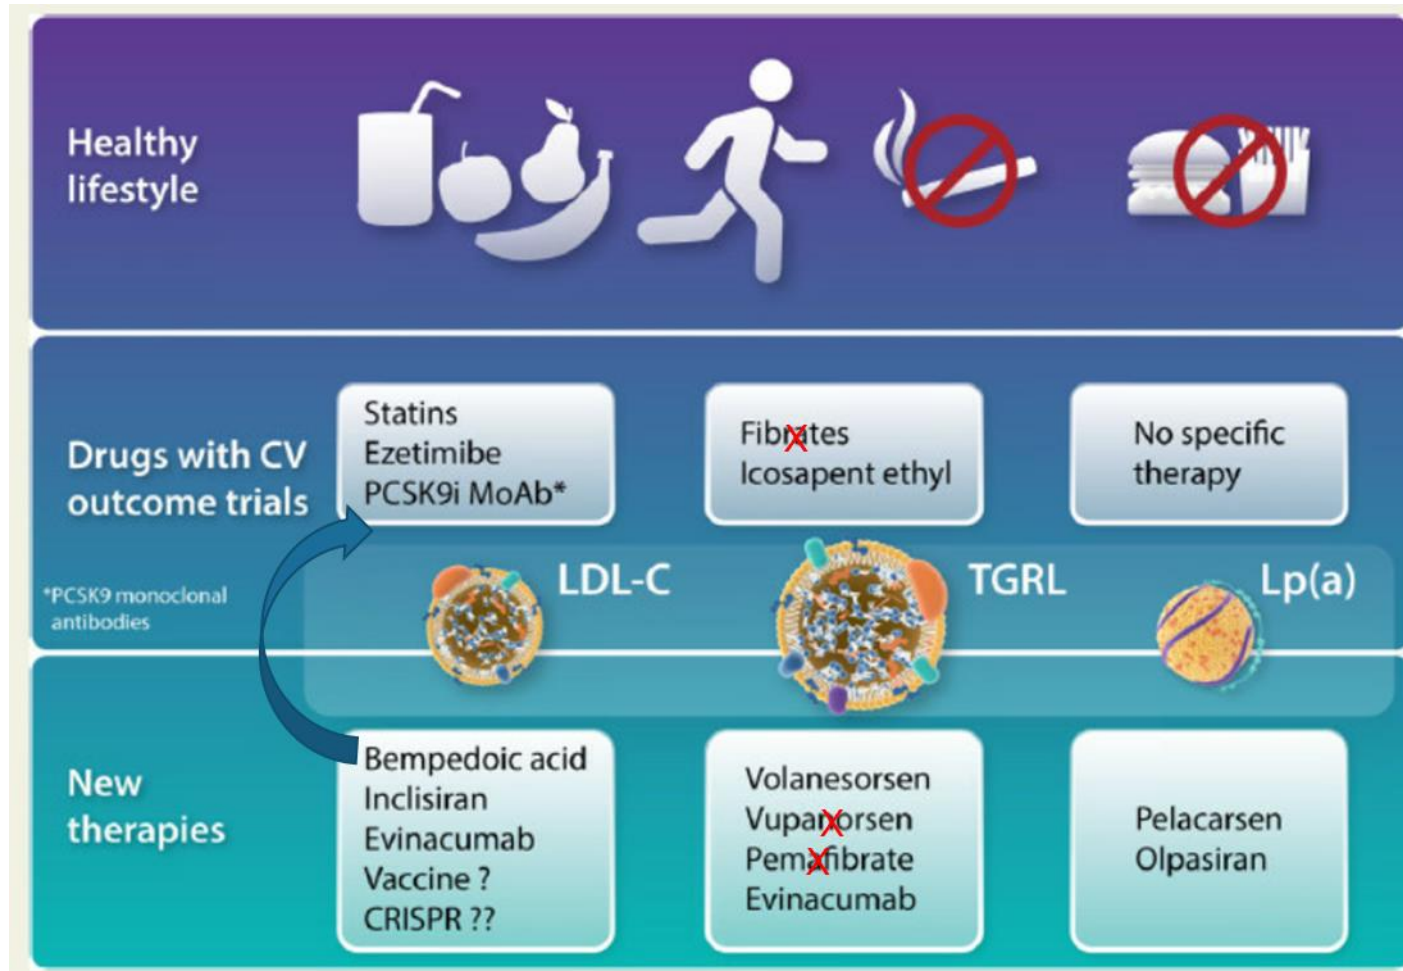 Healthy
lifestyle
Drugs with CV
outcome trials
*PCSK9 monoclonal
antibodies
Statins
Ezetimibe
PCSK9i MoAb*
Fibrates
X
Icosapent ethyl
No specific
therapy
LDL-C
TGRL
Lp(a)
New
therapies
Bempedoic acid
Inclisiran
Evinacumab
Vaccine ?
CRISPR ??
Volanesorsen
Vupanorsen
X
Pemafibrate
X
Evinacumab
Pelacarsen
Olpasiran